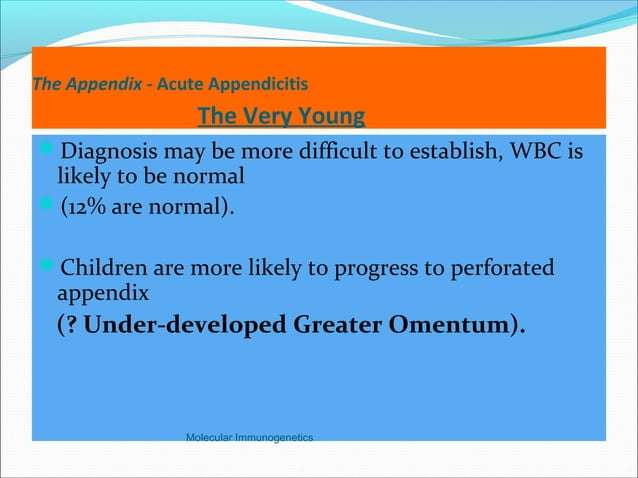 The Appendix - Acute Appendicitis
The Very Young
Diagnosis may be more difficult to establish, WBC is
likely to be normal
(12% are normal).
Children are more likely to progress to perforated
appendix
(? Under-developed Greater Omentum).
Molecular Immunogenetics